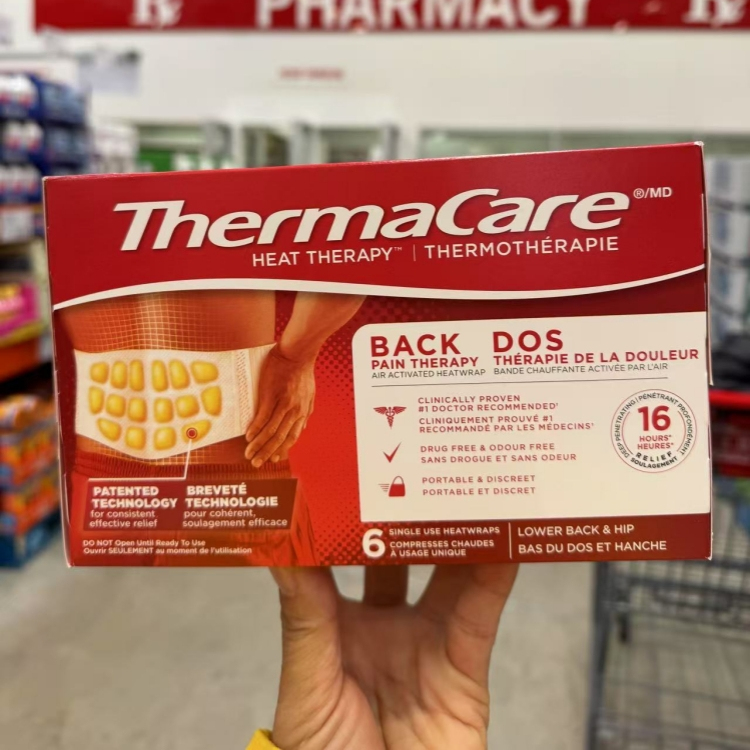 PHARMACY
ThermaCare®/MD
HEAT THERAPY™ | THERMOTHÉRAPIE
BACK
PAIN THERAPY
AIR ACTIVATED HEATWRAP
DOS
THÉRAPIE DE LA DOULEUR
BANDE CHAUFFANTE ACTIVÉE PAR L'AIR
CLINICALLY PROVEN
#1 DOCTOR RECOMMENDED†
CLINIQUEMENT PROUVÉ #1
RECOMMANDÉ PAR LES MÉDECINS†
DRUG FREE & ODOUR FREE
SANS DROGUE ET SANS ODEUR
PORTABLE & DISCREET
PORTABLE ET DISCRET
DEEP PENETRATING / PÉNÉTRANT PROFONDÉMENT
16
HOURS*
HEURES*
RELIEF
SOULAGEMENT
PATENTED
TECHNOLOGY
for consistent
effective relief
BREVETÉ
TECHNOLOGIE
pour cohérent,
soulagement efficace
DO NOT Open Until Ready To Use
Ouvrir SEULEMENT au moment de l'utilisation
6 SINGLE USE HEATWRAPS
COMPRESSES CHAUDES
À USAGE UNIQUE
LOWER BACK & HIP
BAS DU DOS ET HANCHE